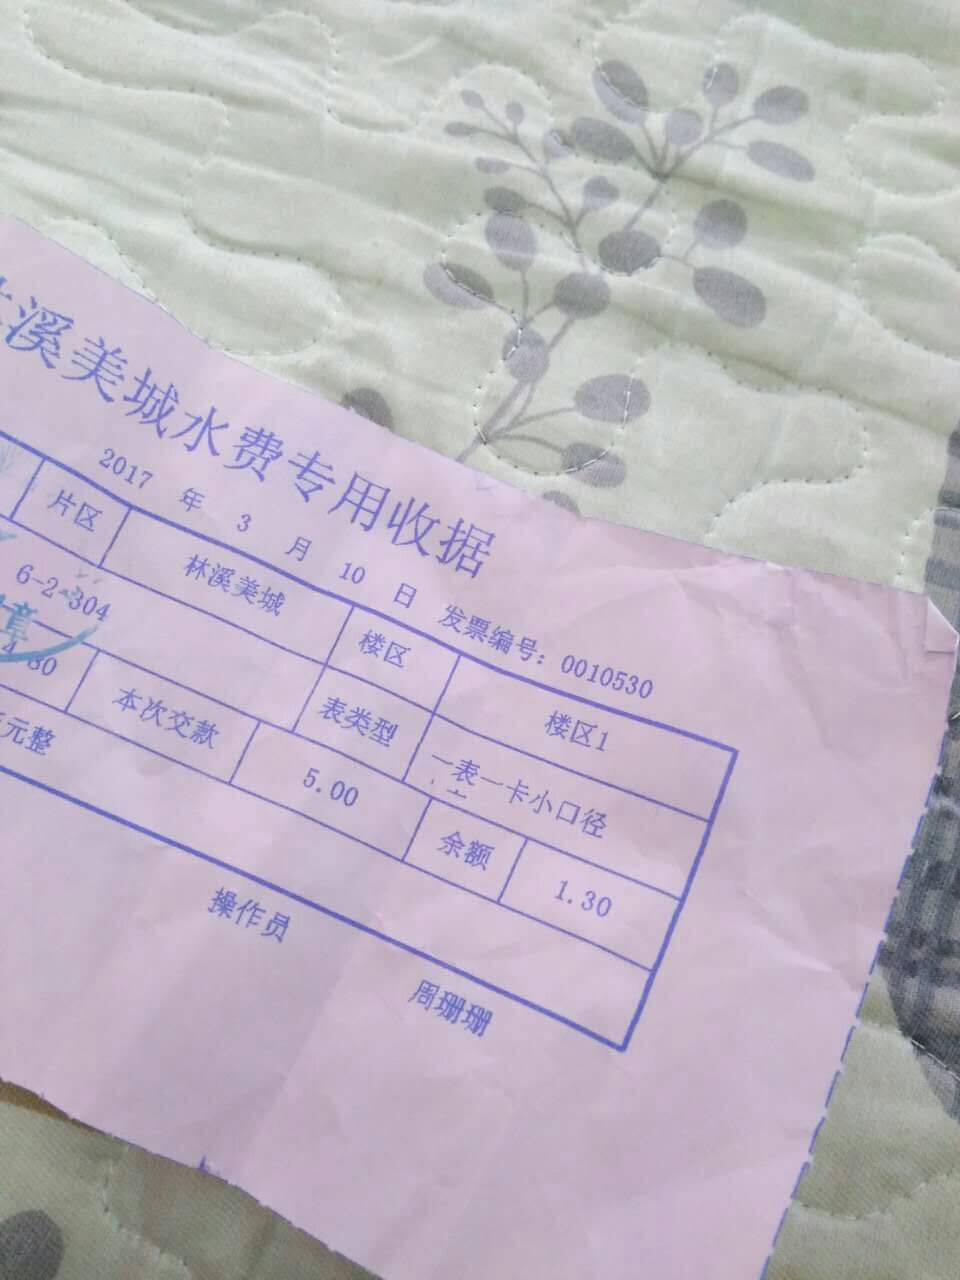 溪美城水费专用收据
2017 年 3 月 10 日 发票编号: 0010530
片区 林溪美城 楼区 楼区1
6-2-304 表类型 一表一卡小口径
本次交款 5.00 余额 1.30
元整
操作员 周珊珊